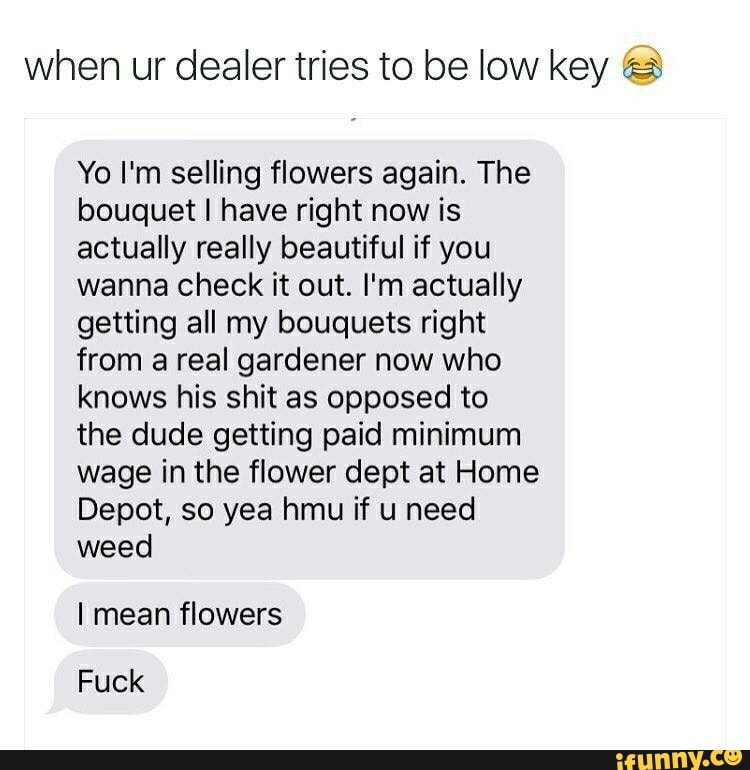 when ur dealer tries to be low key 😂
Yo I'm selling flowers again. The
bouquet I have right now is
actually really beautiful if you
wanna check it out. I'm actually
getting all my bouquets right
from a real gardener now who
knows his shit as opposed to
the dude getting paid minimum
wage in the flower dept at Home
Depot, so yea hmu if u need
weed
I mean flowers
Fuck
ifunny.co